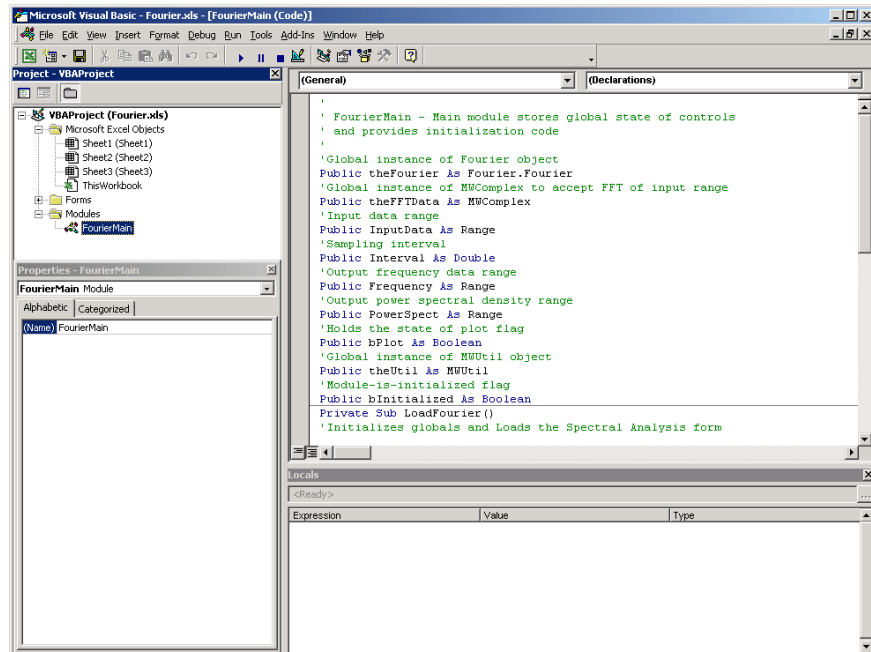 Microsoft Visual Basic - Fourier.xls - [FourierMain (Code)]
File Edit View Insert Format Debug Run Tools Add-Ins Window Help
Project - VBAProject
VBAProject (Fourier.xls)
Microsoft Excel Objects
Sheet1 (Sheet1)
Sheet2 (Sheet2)
Sheet3 (Sheet3)
ThisWorkbook
Forms
Modules
FourierMain
Properties - FourierMain
FourierMain Module
Alphabetic Categorized
(Name) FourierMain
(General) (Declarations)
'
' FourierMain - Main module stores global state of controls
' and provides initialization code
'
'Global instance of Fourier object
Public theFourier As Fourier.Fourier
'Global instance of MWComplex to accept FFT of input range
Public theFFTData As MWComplex
'Input data range
Public InputData As Range
'Sampling interval
Public Interval As Double
'Output frequency data range
Public Frequency As Range
'Output power spectral density range
Public PowerSpect As Range
'Holds the state of plot flag
Public bPlot As Boolean
'Global instance of MWUtil object
Public theUtil As MWUtil
'Module-is-initialized flag
Public bInitialized As Boolean
Private Sub LoadFourier()
'Initializes globals and Loads the Spectral Analysis form
Locals
<Ready>
...
Expression Value Type